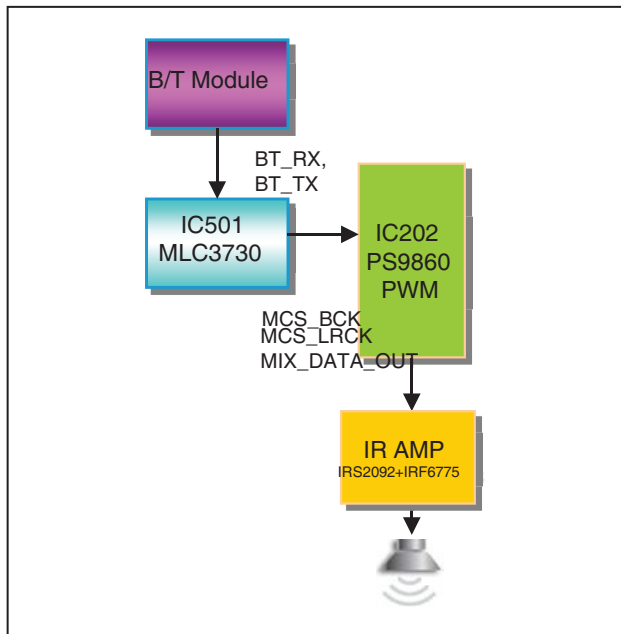 B/T Module
BT_RX,
BT_TX
IC501
MLC3730
IC202
PS9860
PWM
MCS_BCK
MCS_LRCK
MIX_DATA_OUT
IR AMP
IRS2092+IRF6775